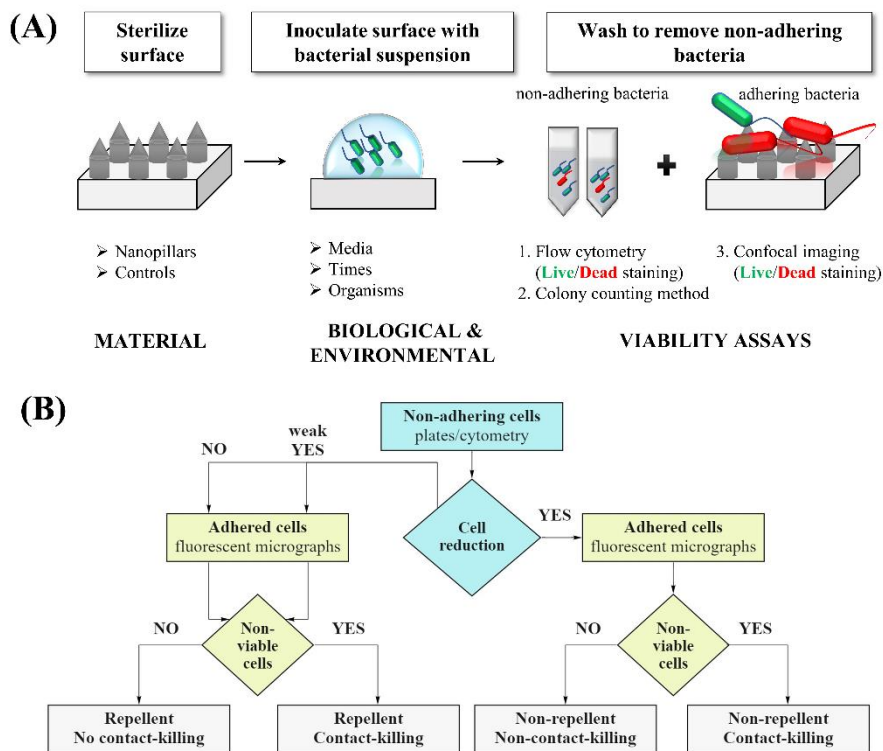 (A)
Sterilize
surface
Inoculate surface with
bacterial suspension
Wash to remove non-adhering
bacteria
non-adhering bacteria
adhering bacteria
➢ Nanopillars
➢ Controls
➢ Media
➢ Times
➢ Organisms
1. Flow cytometry
(Live/Dead staining)
2. Colony counting method
3. Confocal imaging
(Live/Dead staining)
MATERIAL
BIOLOGICAL &
ENVIRONMENTAL
VIABILITY ASSAYS
(B)
Non-adhering cells
plates/cytometry
NO
weak
YES
Cell
reduction
YES
Adhered cells
fluorescent micrographs
Adhered cells
fluorescent micrographs
NO
Non-
viable
cells
YES
NO
Non-
viable
cells
YES
Repellent
No contact-killing
Repellent
Contact-killing
Non-repellent
Non-contact-killing
Non-repellent
Contact-killing